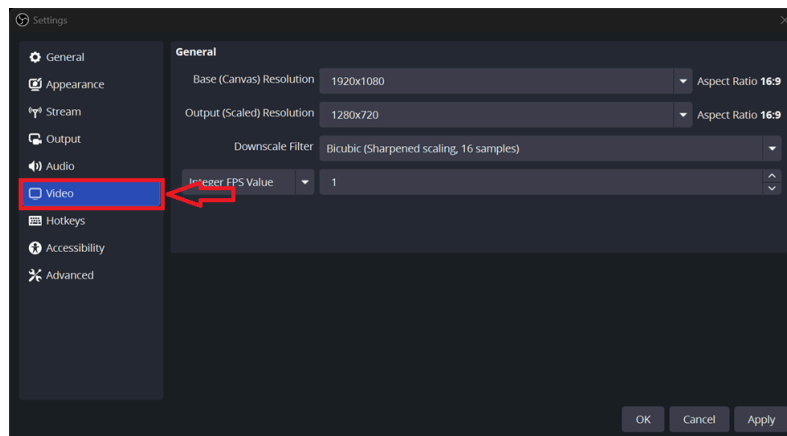 Settings
General
Appearance
Stream
Output
Audio
Video
Hotkeys
Accessibility
Advanced
General
Base (Canvas) Resolution 1920x1080 Aspect Ratio 16:9
Output (Scaled) Resolution 1280x720 Aspect Ratio 16:9
Downscale Filter Bicubic (Sharpened scaling, 16 samples)
Integer FPS Value 1
OK Cancel Apply